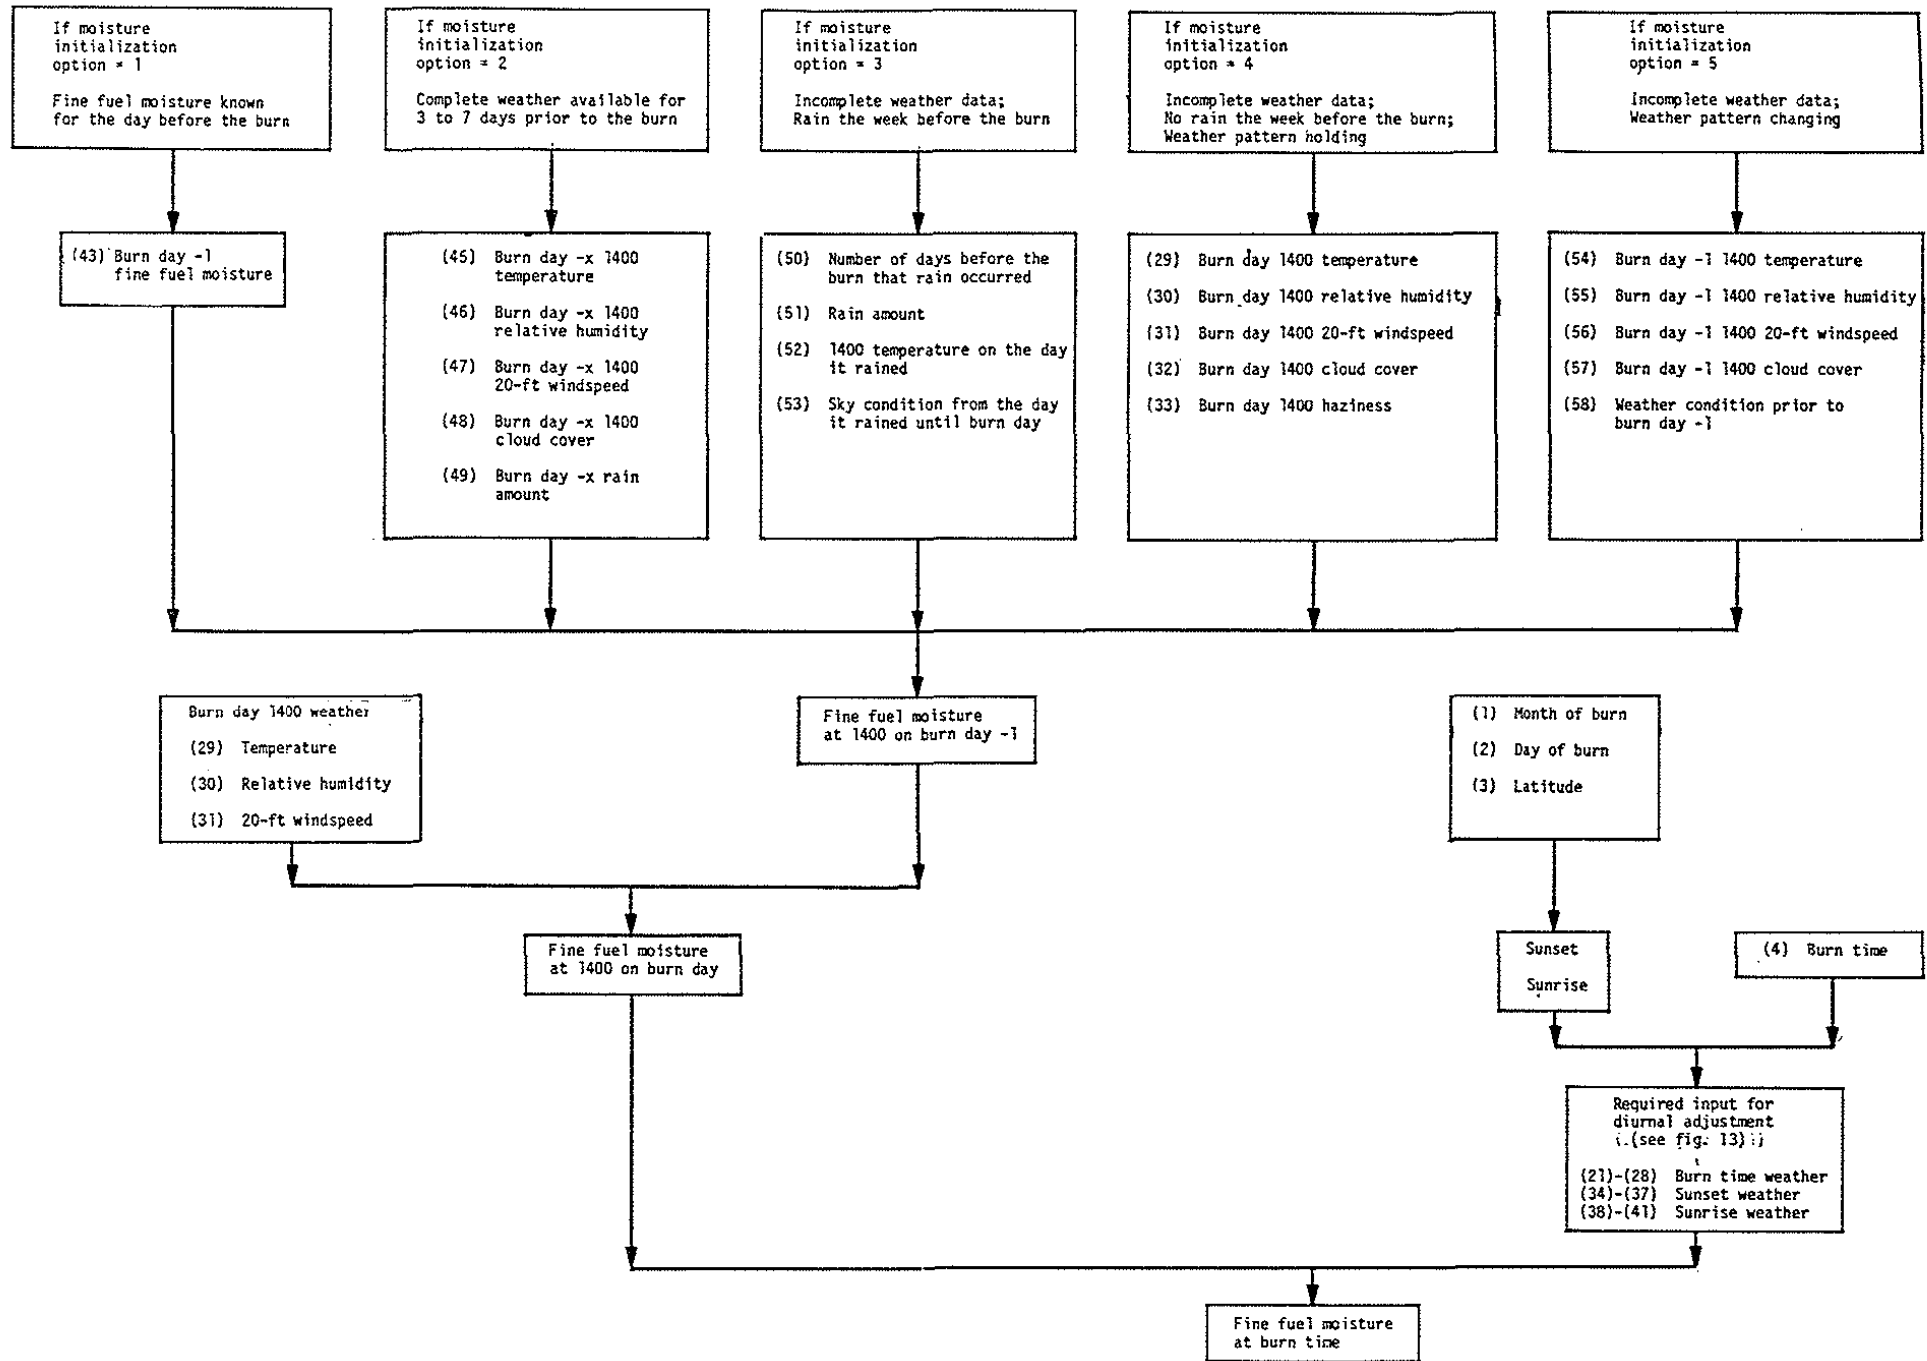 If moisture
initialization
option = 1
Fine fuel moisture known
for the day before the burn
If moisture
initialization
option = 2
Complete weather available for
3 to 7 days prior to the burn
If moisture
initialization
option = 3
Incomplete weather data;
Rain the week before the burn
If moisture
initialization
option = 4
Incomplete weather data;
No rain the week before the burn;
Weather pattern holding
If moisture
initialization
option = 5
Incomplete weather data;
Weather pattern changing
(43) Burn day -1
fine fuel moisture
(45) Burn day -x 1400
temperature
(46) Burn day -x 1400
relative humidity
(47) Burn day -x 1400
20-ft windspeed
(48) Burn day -x 1400
cloud cover
(49) Burn day -x rain
amount
(50) Number of days before the
burn that rain occurred
(51) Rain amount
(52) 1400 temperature on the day
it rained
(53) Sky condition from the day
it rained until burn day
(29) Burn day 1400 temperature
(30) Burn day 1400 relative humidity
(31) Burn day 1400 20-ft windspeed
(32) Burn day 1400 cloud cover
(33) Burn day 1400 haziness
(54) Burn day -1 1400 temperature
(55) Burn day -1 1400 relative humidity
(56) Burn day -1 1400 20-ft windspeed
(57) Burn day -1 1400 cloud cover
(58) Weather condition prior to
burn day -1
Burn day 1400 weather
(29) Temperature
(30) Relative humidity
(31) 20-ft windspeed
Fine fuel moisture
at 1400 on burn day -1
(1) Month of burn
(2) Day of burn
(3) Latitude
Fine fuel moisture
at 1400 on burn day
Sunset
Sunrise
(4) Burn time
Required input for
diurnal adjustment
(see fig. 13)
(21)-(28) Burn time weather
(34)-(37) Sunset weather
(38)-(41) Sunrise weather
Fine fuel moisture
at burn time